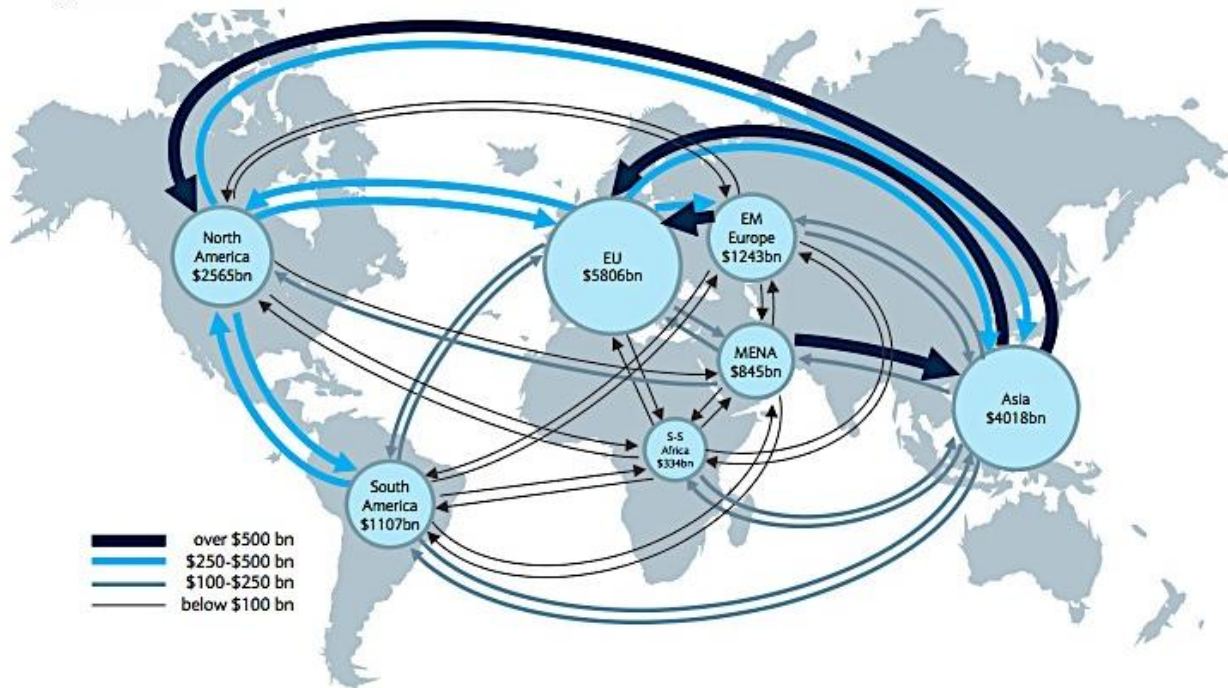 North
America
$2565bn
EU
$5806bn
EM
Europe
$1243bn
MENA
$845bn
Asia
$4018bn
S-S
Africa
$334bn
South
America
$1107bn
over $500 bn
$250-$500 bn
$100-$250 bn
below $100 bn